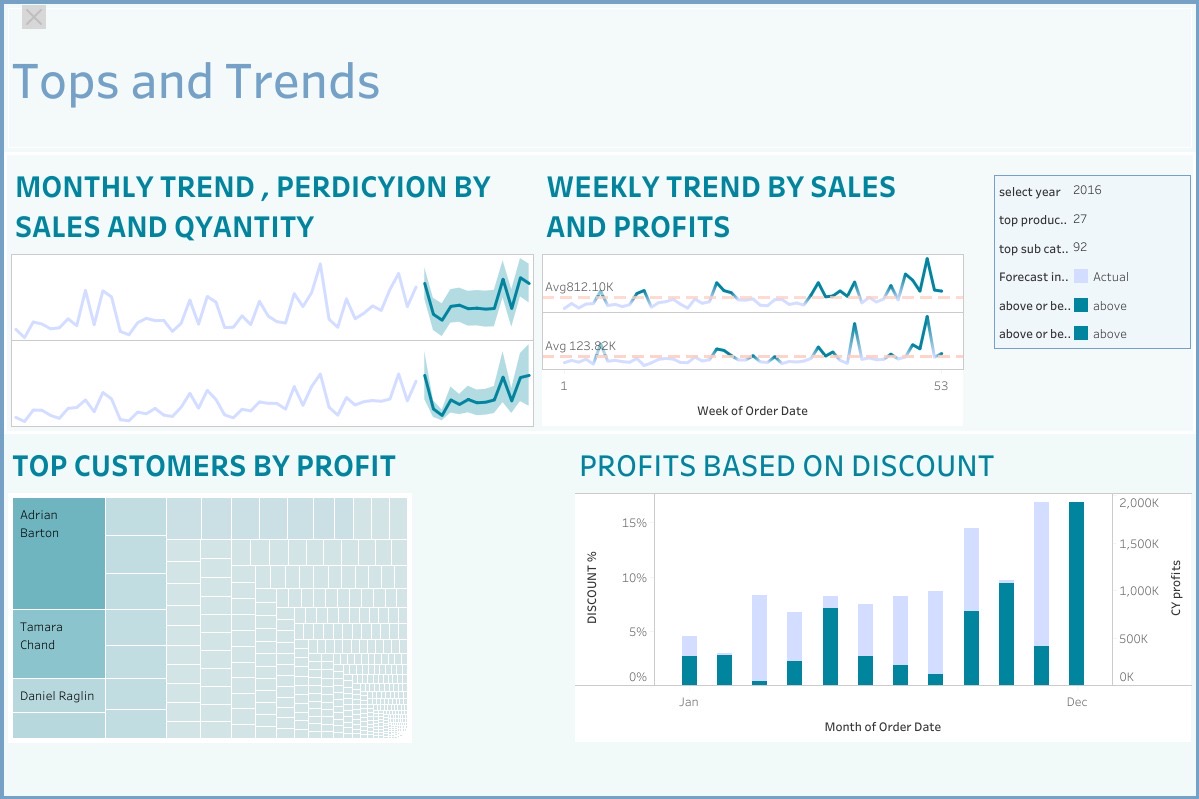 Tops and Trends
MONTHLY TREND , PERDICYION BY
SALES AND QYANTITY
WEEKLY TREND BY SALES
AND PROFITS
Avg812.10K
Avg 123.82K
1
53
Week of Order Date
select year 2016
top produc.. 27
top sub cat.. 92
Forecast in.. Actual
above or be.. above
above or be.. above
TOP CUSTOMERS BY PROFIT
Adrian
Barton
Tamara
Chand
Daniel Raglin
PROFITS BASED ON DISCOUNT
DISCOUNT %
15%
10%
5%
0%
2,000K
1,500K
1,000K
500K
0K
CY profits
Jan
Dec
Month of Order Date